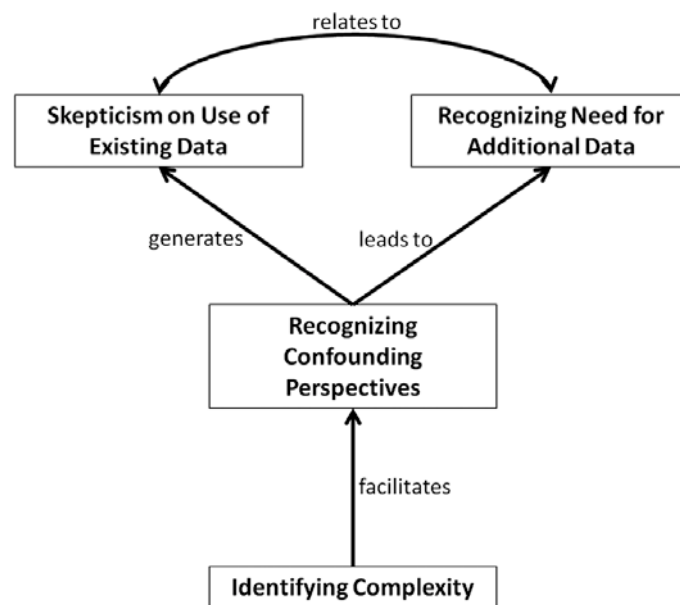 relates to
Skepticism on Use of
Existing Data
Recognizing Need for
Additional Data
generates
leads to
Recognizing
Confounding
Perspectives
facilitates
Identifying Complexity